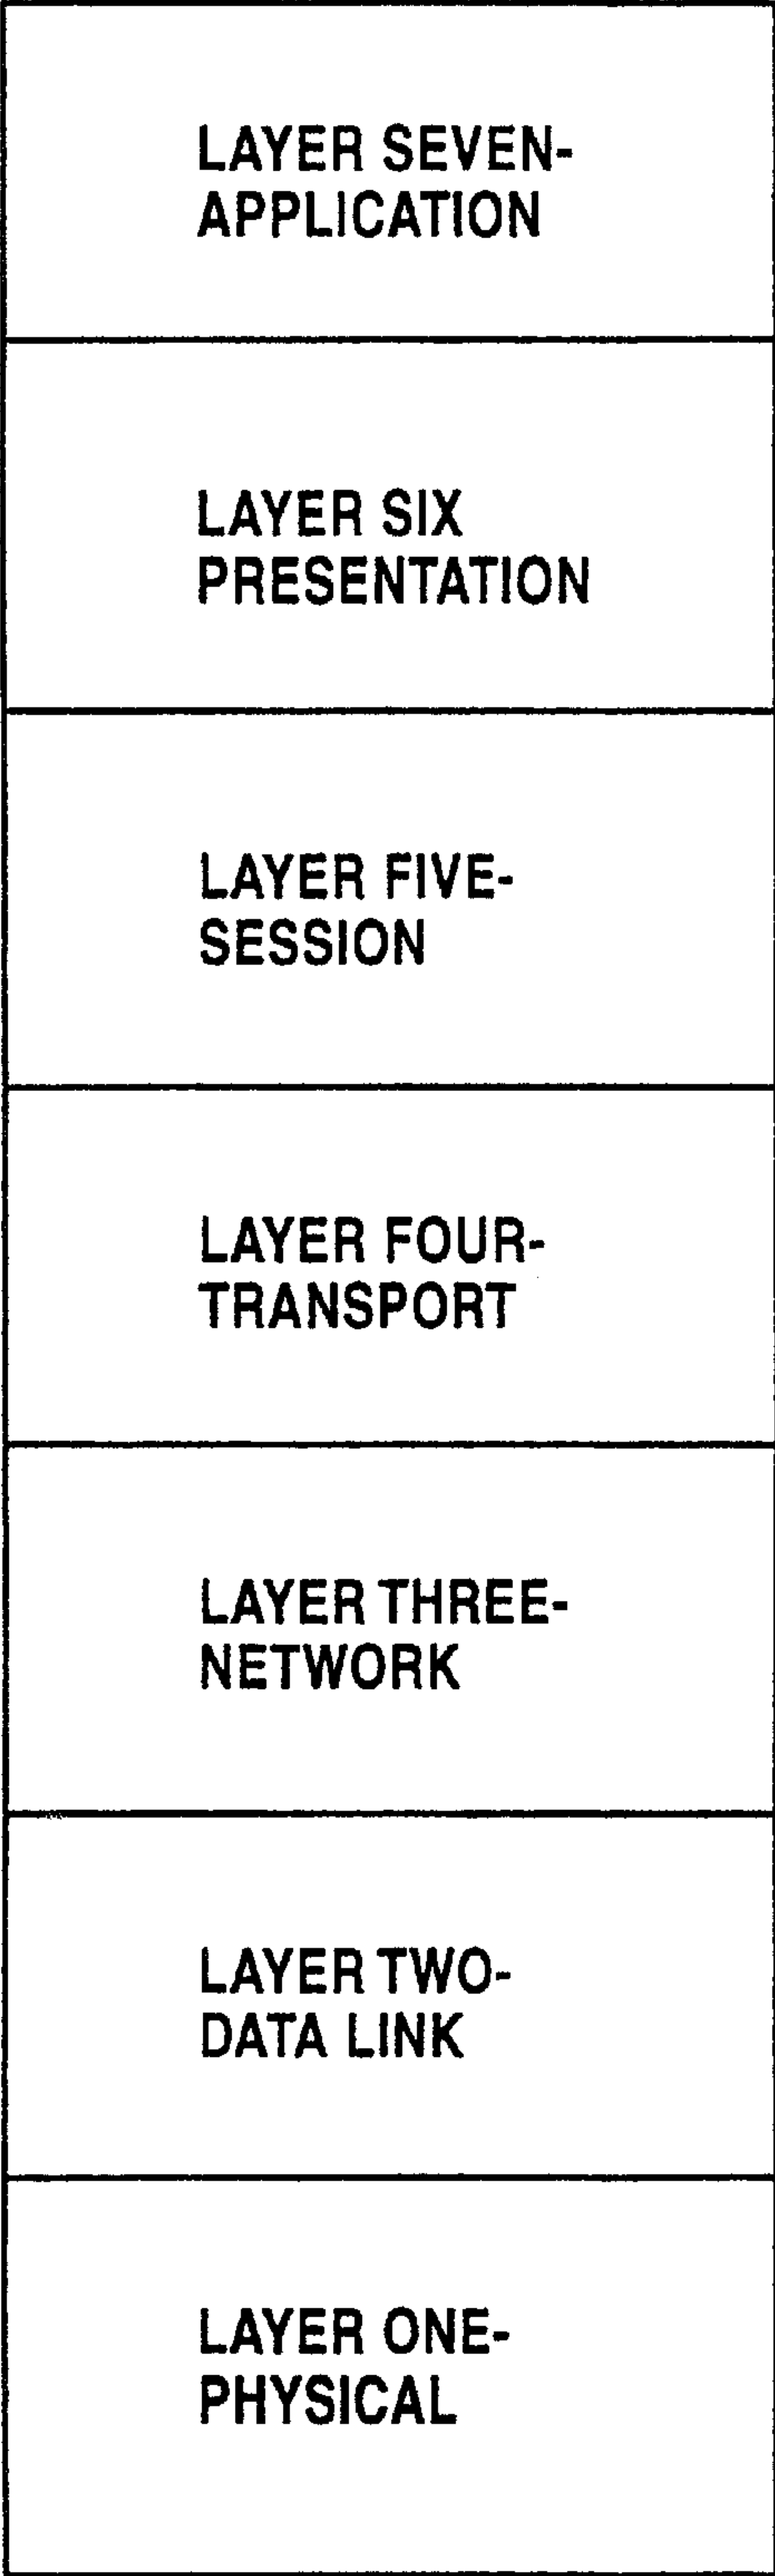 LAYER SEVEN-
APPLICATION
LAYER SIX
PRESENTATION
LAYER FIVE-
SESSION
LAYER FOUR-
TRANSPORT
LAYER THREE-
NETWORK
LAYER TWO-
DATA LINK
LAYER ONE-
PHYSICAL